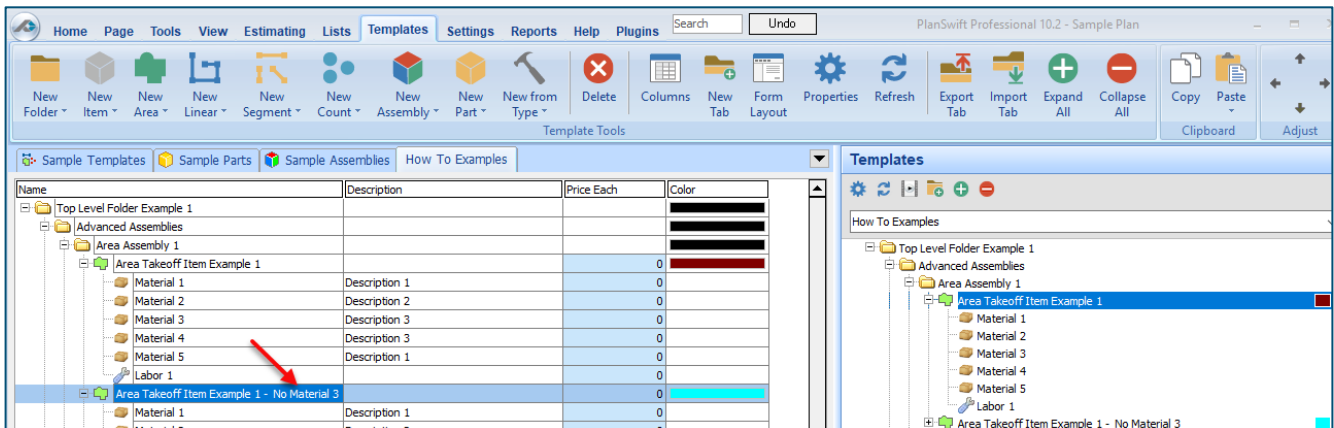 Home Page Tools View Estimating Lists Templates Settings Reports Help Plugins Search Undo PlanSwift Professional 10.2 - Sample Plan
New Folder New Item New Area New Linear New Segment New Count New Assembly New Part New from Type Delete Columns New Tab Form Layout Properties Refresh Export Tab Import Tab Expand All Collapse All Copy Paste
Template Tools Clipboard Adjust
Sample Templates Sample Parts Sample Assemblies How To Examples
Name Description Price Each Color
Top Level Folder Example 1
Advanced Assemblies
Area Assembly 1
Area Takeoff Item Example 1 0
Material 1 Description 1 0
Material 2 Description 2 0
Material 3 Description 3 0
Material 4 Description 3 0
Material 5 Description 1 0
Labor 1 0
Area Takeoff Item Example 1 - No Material 3 0
Material 1 Description 1 0
Templates
How To Examples
Top Level Folder Example 1
Advanced Assemblies
Area Assembly 1
Area Takeoff Item Example 1
Material 1
Material 2
Material 3
Material 4
Material 5
Labor 1
Area Takeoff Item Example 1 - No Material 3